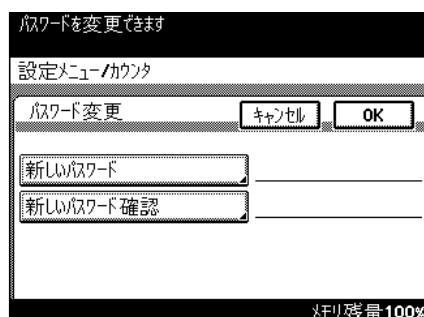 パスワードを変更できます
設定メニュー/カウンタ
パスワード変更 キャンセル OK
新しいパスワード
新しいパスワード確認
メモリ残量100%